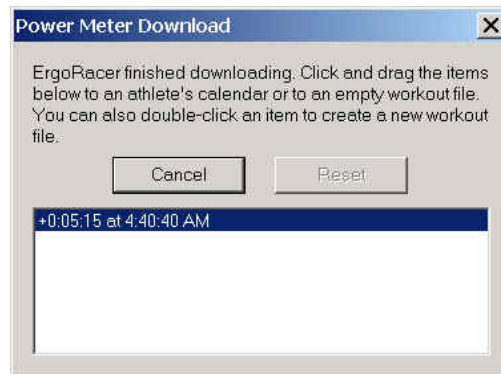 Power Meter Download
ErgoRacer finished downloading. Click and drag the items
below to an athlete's calendar or to an empty workout file.
You can also double-click an item to create a new workout
file.
Cancel
Reset
+0:05:15 at 4:40:40 AM